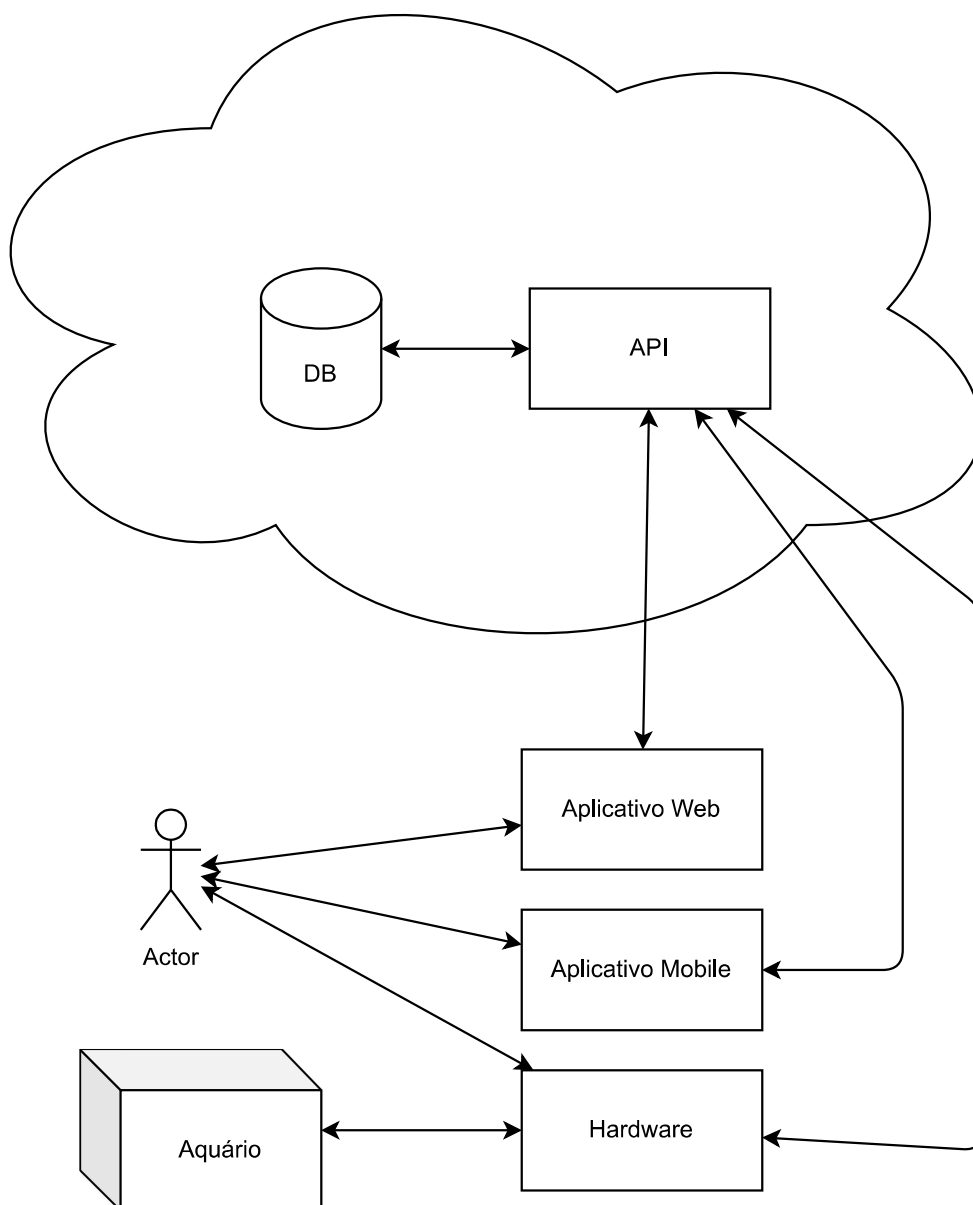 DB
API
Aplicativo Web
Actor
Aplicativo Mobile
Aquário
Hardware